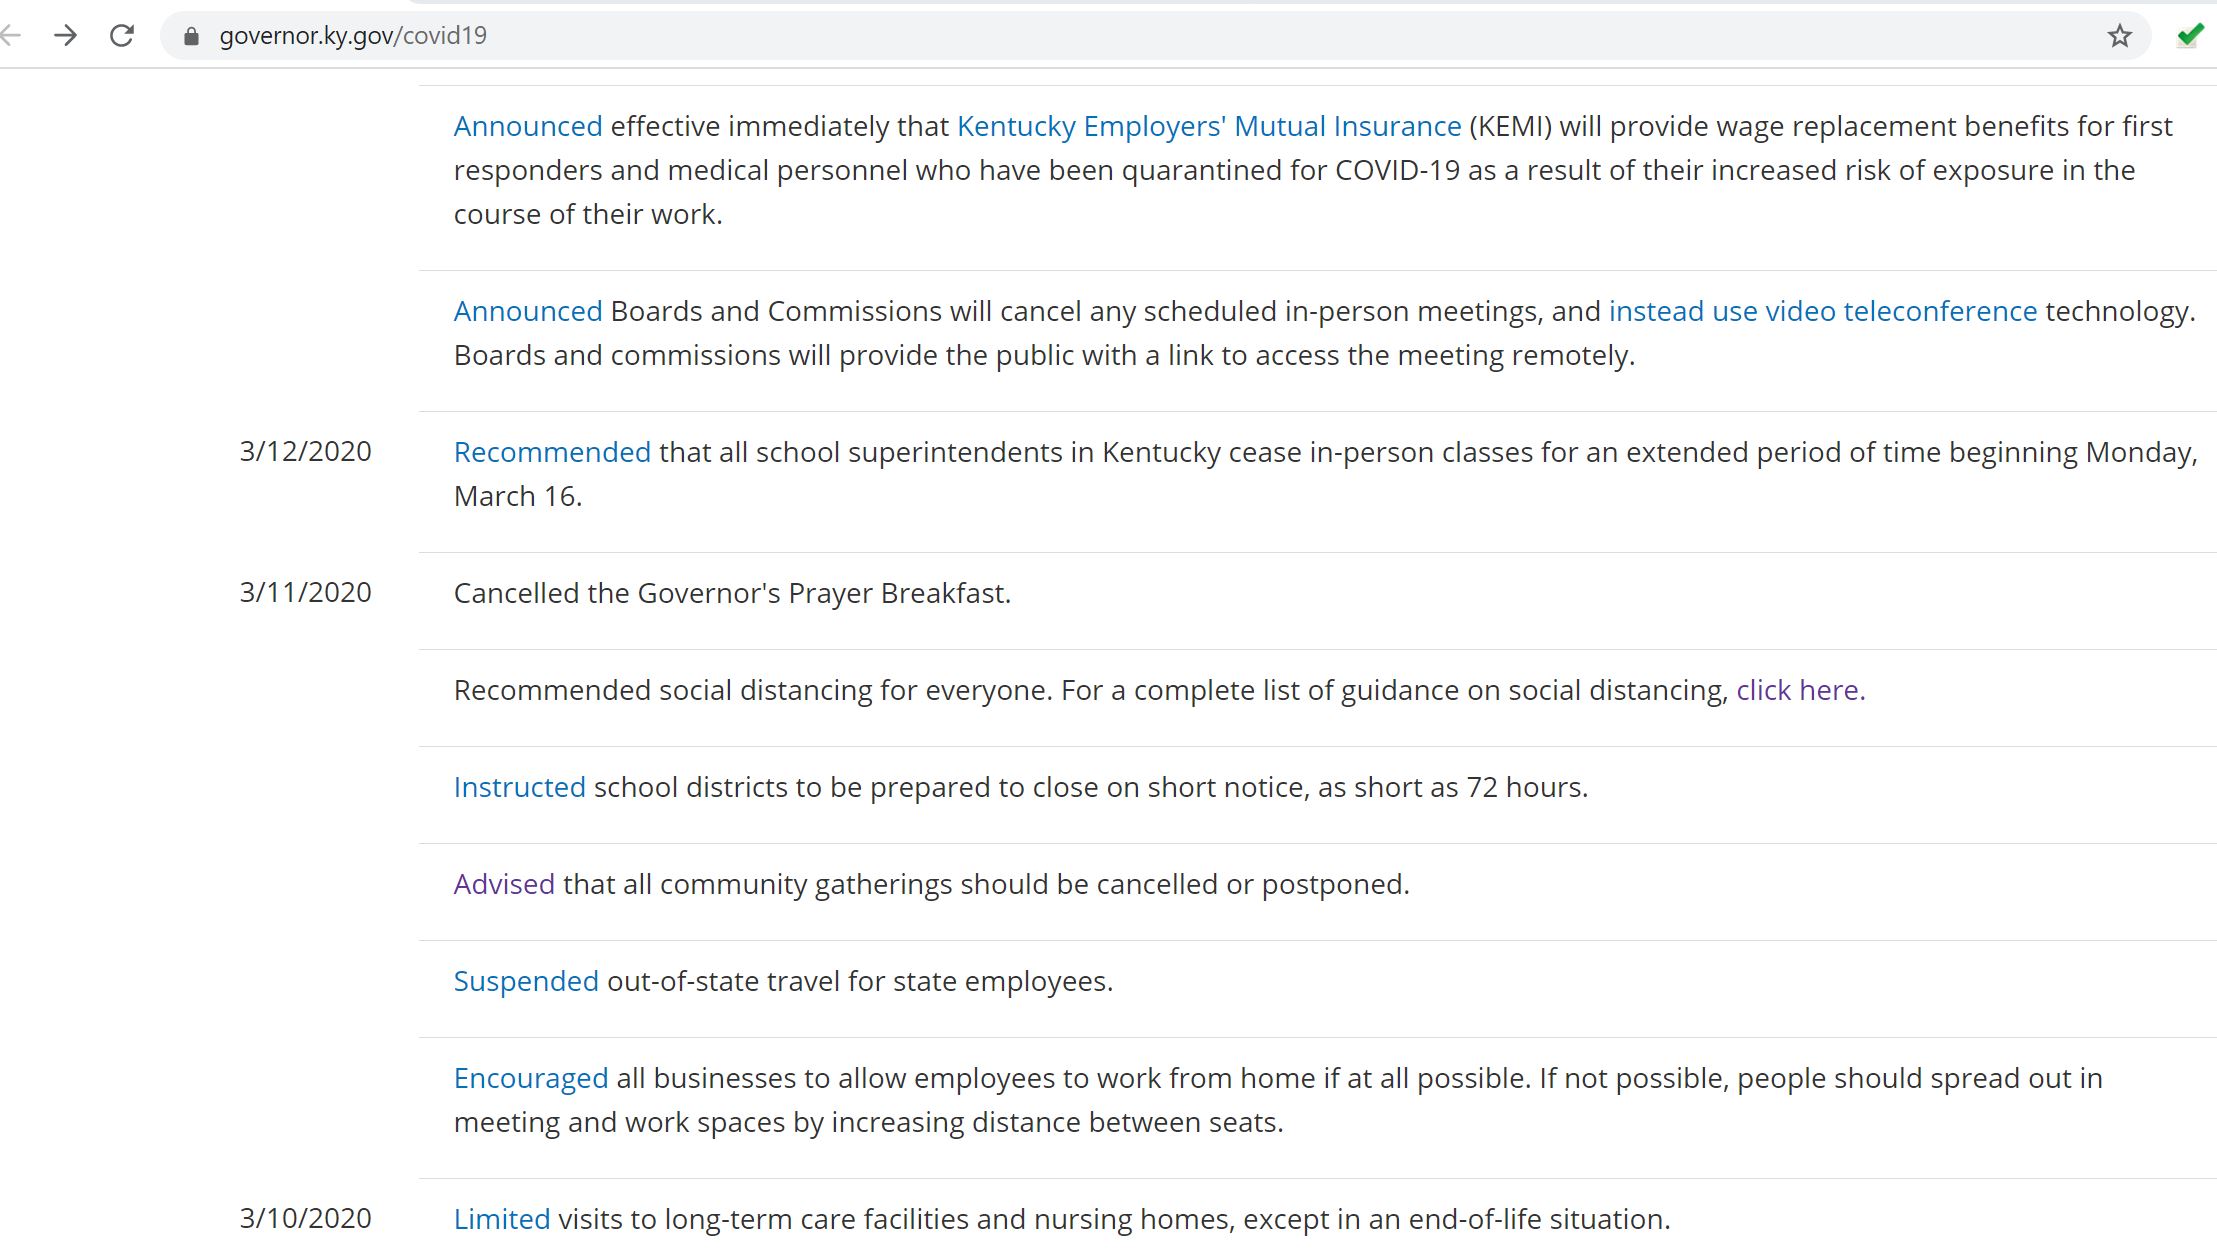 governor.ky.gov/covid19
Announced effective immediately that Kentucky Employers' Mutual Insurance (KEMI) will provide wage replacement benefits for first
responders and medical personnel who have been quarantined for COVID-19 as a result of their increased risk of exposure in the
course of their work.
Announced Boards and Commissions will cancel any scheduled in-person meetings, and instead use video teleconference technology.
Boards and commissions will provide the public with a link to access the meeting remotely.
3/12/2020 Recommended that all school superintendents in Kentucky cease in-person classes for an extended period of time beginning Monday,
March 16.
3/11/2020 Cancelled the Governor's Prayer Breakfast.
Recommended social distancing for everyone. For a complete list of guidance on social distancing, click here.
Instructed school districts to be prepared to close on short notice, as short as 72 hours.
Advised that all community gatherings should be cancelled or postponed.
Suspended out-of-state travel for state employees.
Encouraged all businesses to allow employees to work from home if at all possible. If not possible, people should spread out in
meeting and work spaces by increasing distance between seats.
3/10/2020 Limited visits to long-term care facilities and nursing homes, except in an end-of-life situation.